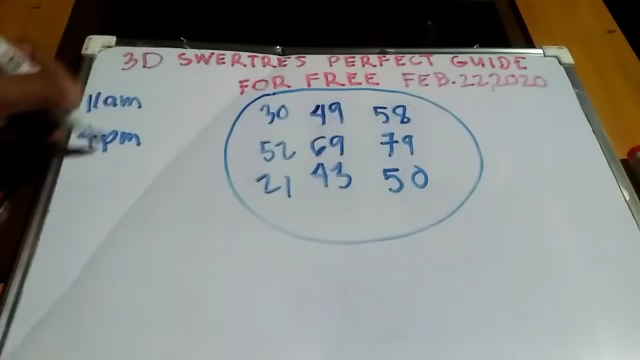 3D SWERTRES PERFECT GUIDE
FOR FREE FEB.22,2020
11am 30 49 58
4pm 52 69 79
21 43 50